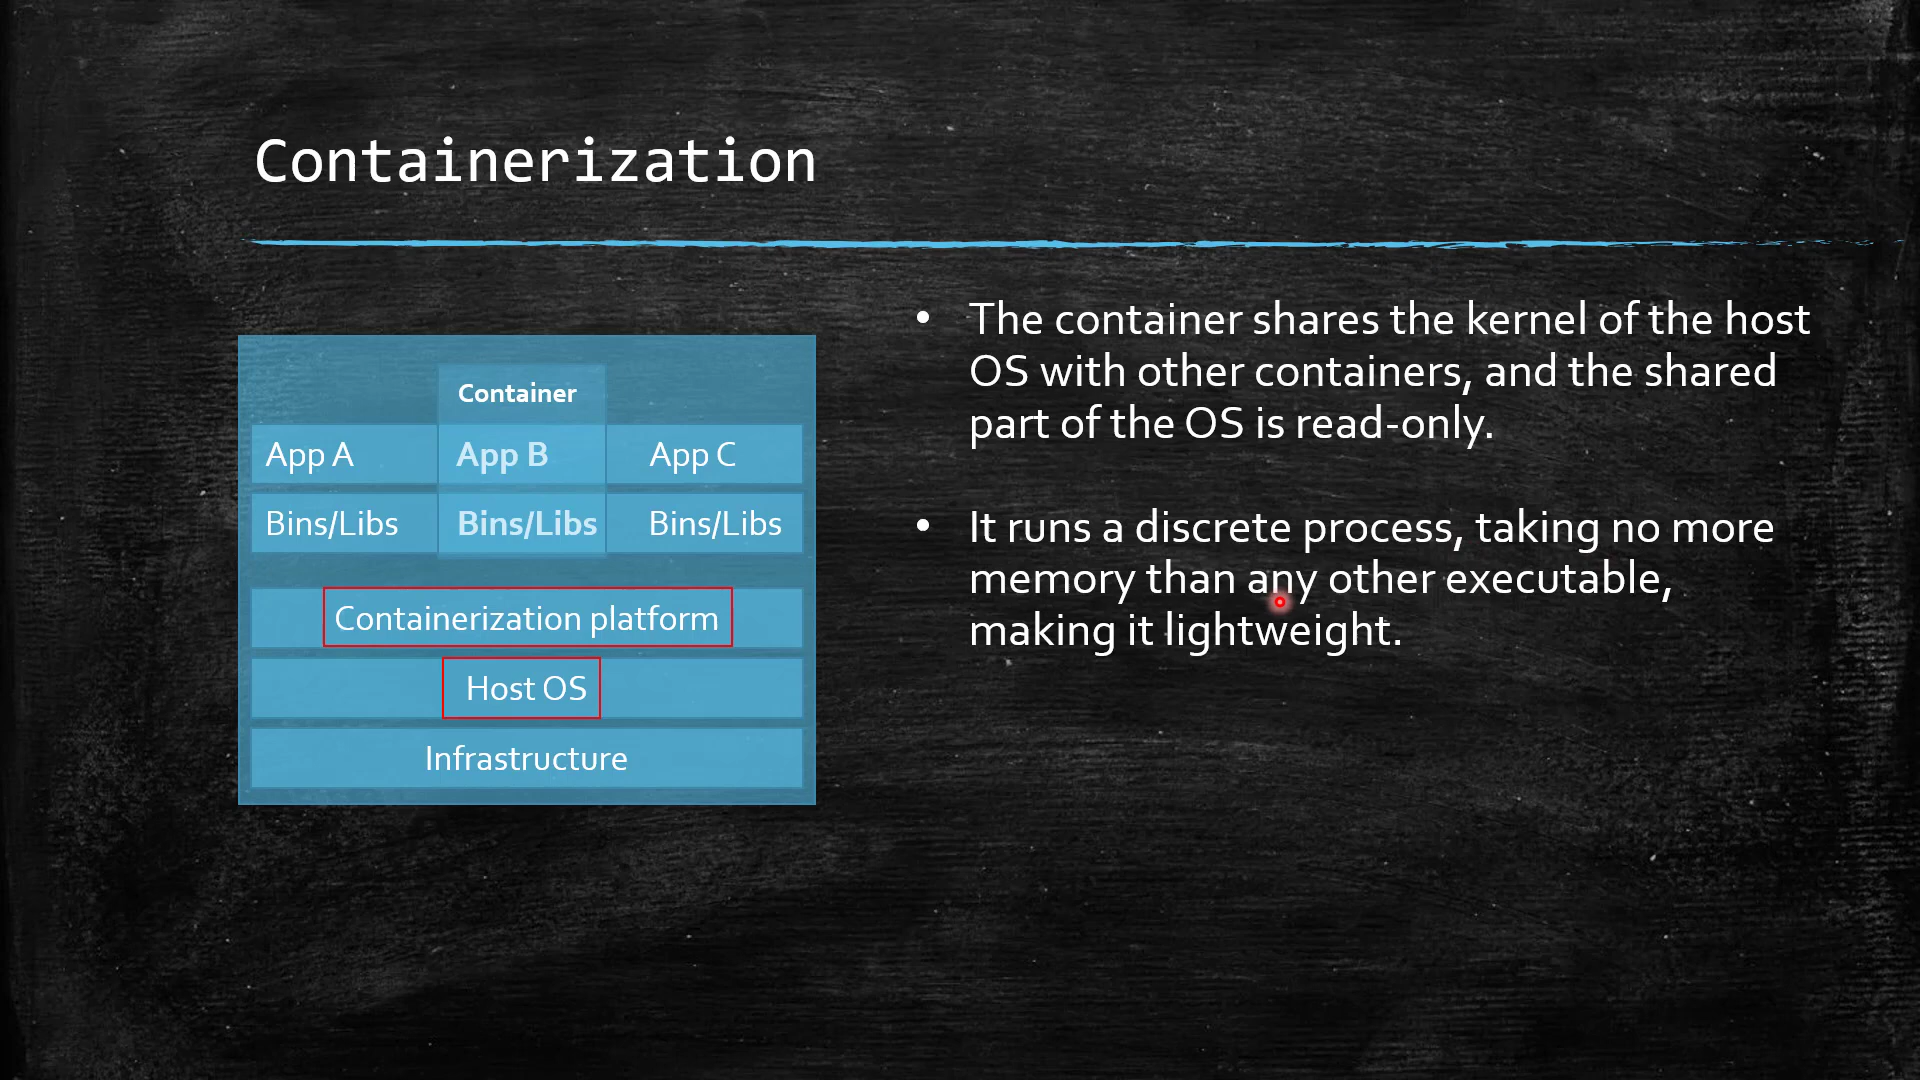 Containerization
Container
App A App B App C
Bins/Libs Bins/Libs Bins/Libs
Containerization platform
Host OS
Infrastructure
• The container shares the kernel of the host
OS with other containers, and the shared
part of the OS is read-only.
• It runs a discrete process, taking no more
memory than any other executable,
making it lightweight.